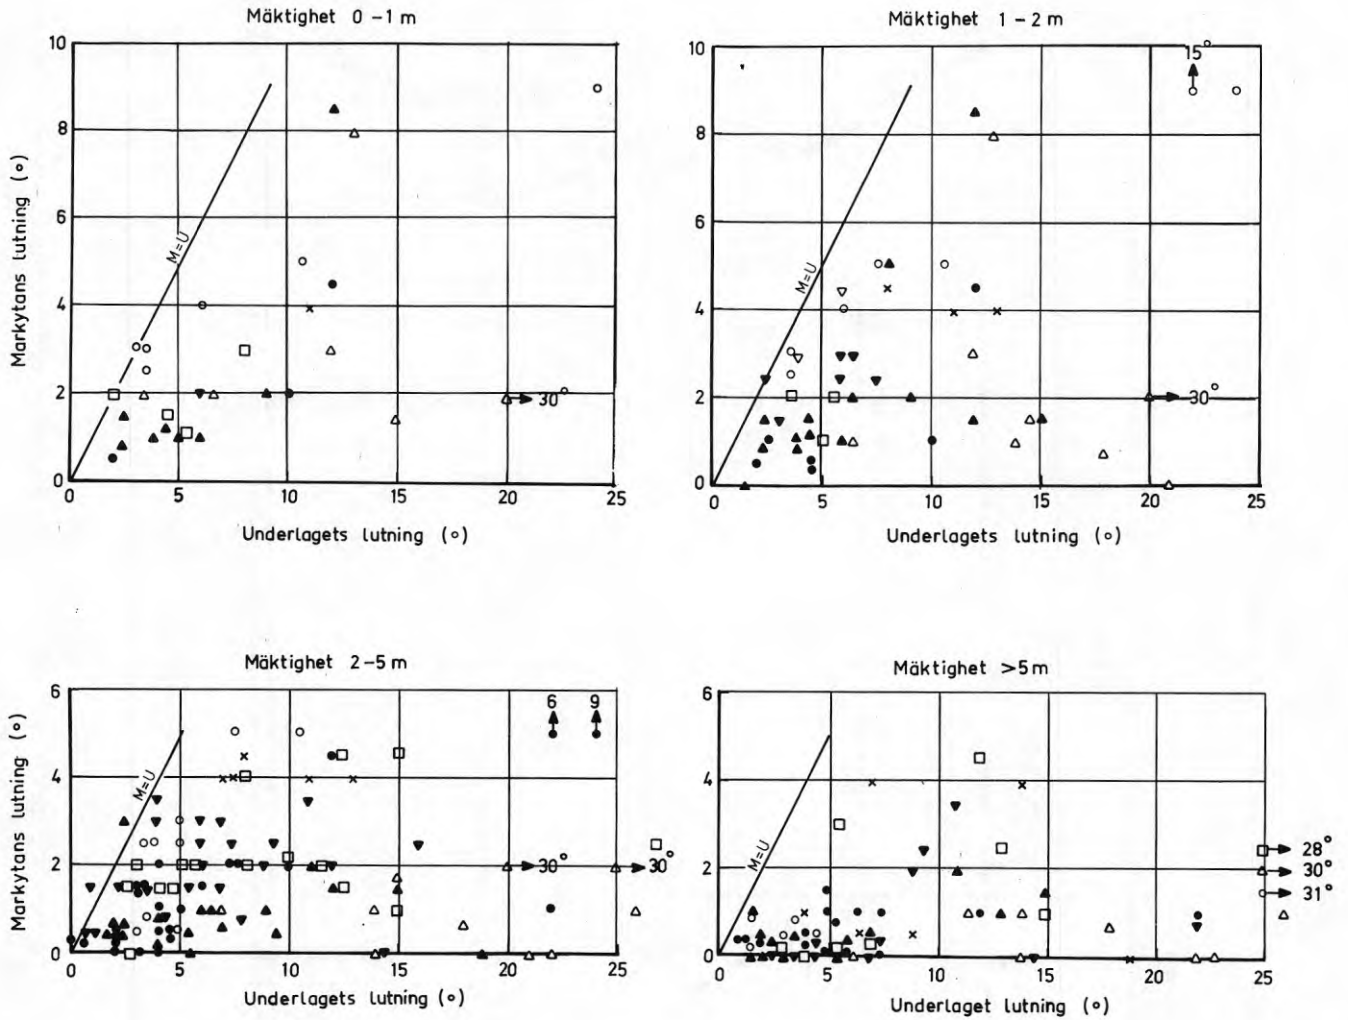 Mäktighet 0-1 m
Markytans lutning (o)
10
8
6
4
2
0
M=U
30°
0 5 10 15 20 25
Underlagets lutning (o)
Mäktighet 1-2 m
10
8
6
4
2
0
M=U
15°
30°
0 5 10 15 20 25
Underlagets lutning (o)
Mäktighet 2-5 m
Markytans lutning (o)
6
4
2
0
M=U
6 9
30° 30°
0 5 10 15 20 25
Underlagets lutning (o)
Mäktighet >5 m
6
4
2
0
M=U
28°
30°
31°
0 5 10 15 20 25
Underlaget lutning (o)